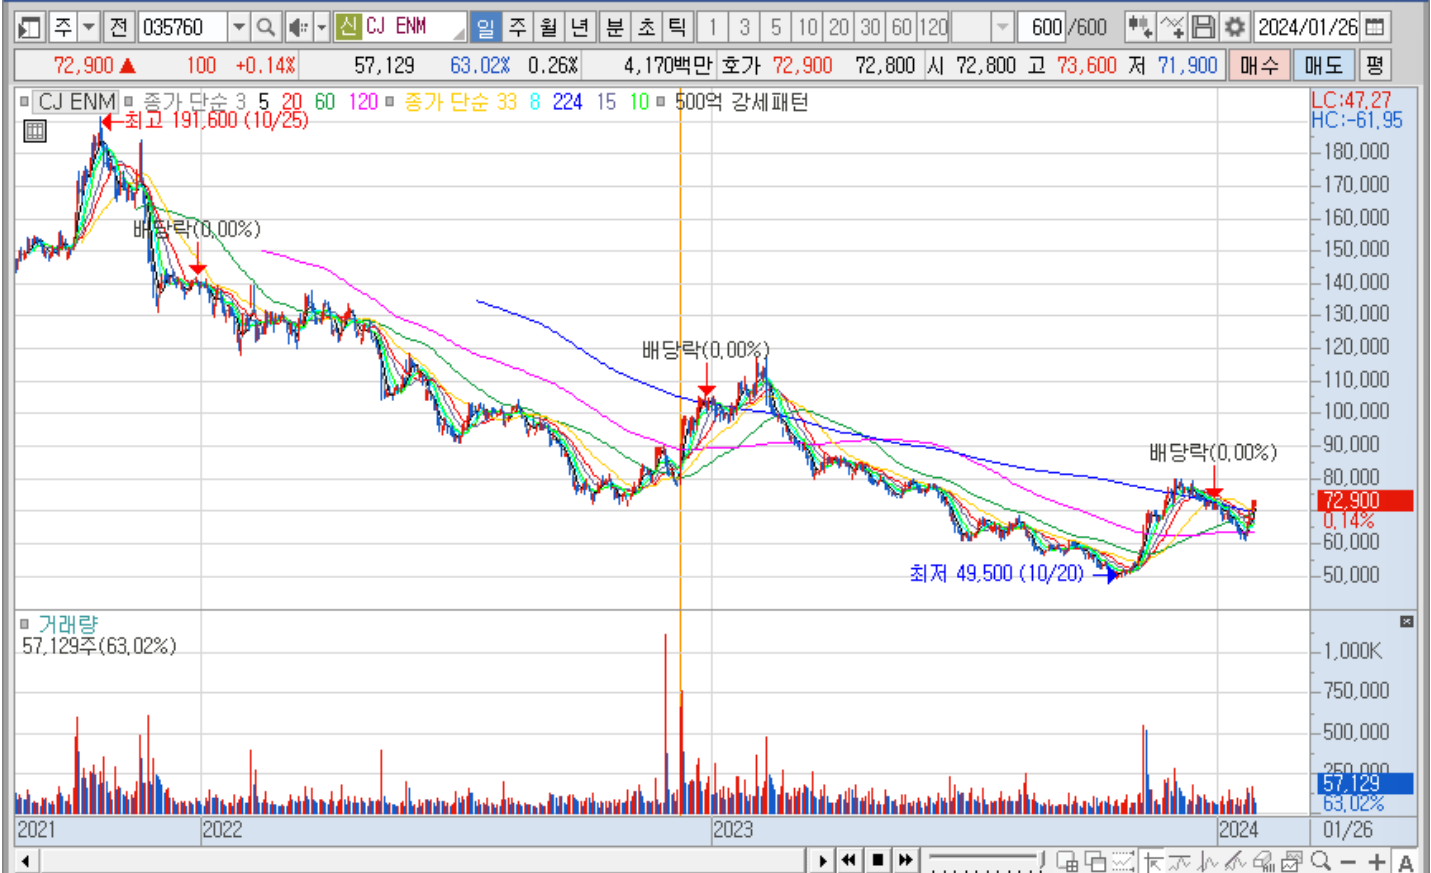 주 전 035760 신 CJ ENM 일 주 월 년 분 초 틱 1 3 5 10 20 30 60 120 600 /600 2024/01/26
72,900 ▲ 100 +0.14% 57,129 63.02% 0.26% 4,170백만 호가 72,900 72,800 시 72,800 고 73,600 저 71,900 매수 매도 평
CJ ENM 종가 단순 3 5 20 60 120 종가 단순 33 8 224 15 10 500억 강세패턴
LC:47.27
HC:-61.95
최고 191,600 (10/25)
180,000
170,000
160,000
배당락(0.00%)
150,000
140,000
130,000
120,000
배당락(0.00%)
110,000
100,000
90,000
배당락(0.00%)
80,000
72,900
0.14%
60,000
최저 49,500 (10/20)
50,000
거래량
57,129주(63.02%)
1,000K
750,000
500,000
250,000
57,129
63.02%
2021 2022 2023 2024 01/26
A